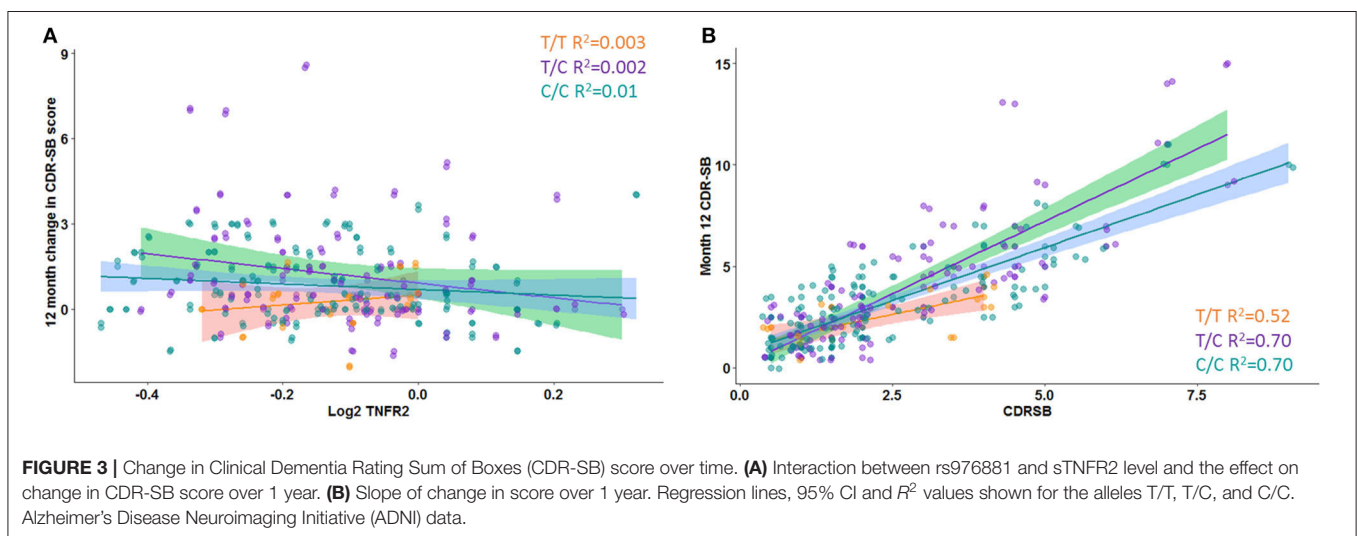 A
T/T R²=0.003
T/C R²=0.002
C/C R²=0.01
12 month change in CDR-SB score
9
6
3
0
-0.4 -0.2 0.0 0.2
Log2 TNFR2
B
Month 12 CDR-SB
15
10
5
0
T/T R²=0.52
T/C R²=0.70
C/C R²=0.70
0.0 2.5 5.0 7.5
CDRSB
FIGURE 3 | Change in Clinical Dementia Rating Sum of Boxes (CDR-SB) score over time. (A) Interaction between rs976881 and sTNFR2 level and the effect on
change in CDR-SB score over 1 year. (B) Slope of change in score over 1 year. Regression lines, 95% CI and R² values shown for the alleles T/T, T/C, and C/C.
Alzheimer's Disease Neuroimaging Initiative (ADNI) data.